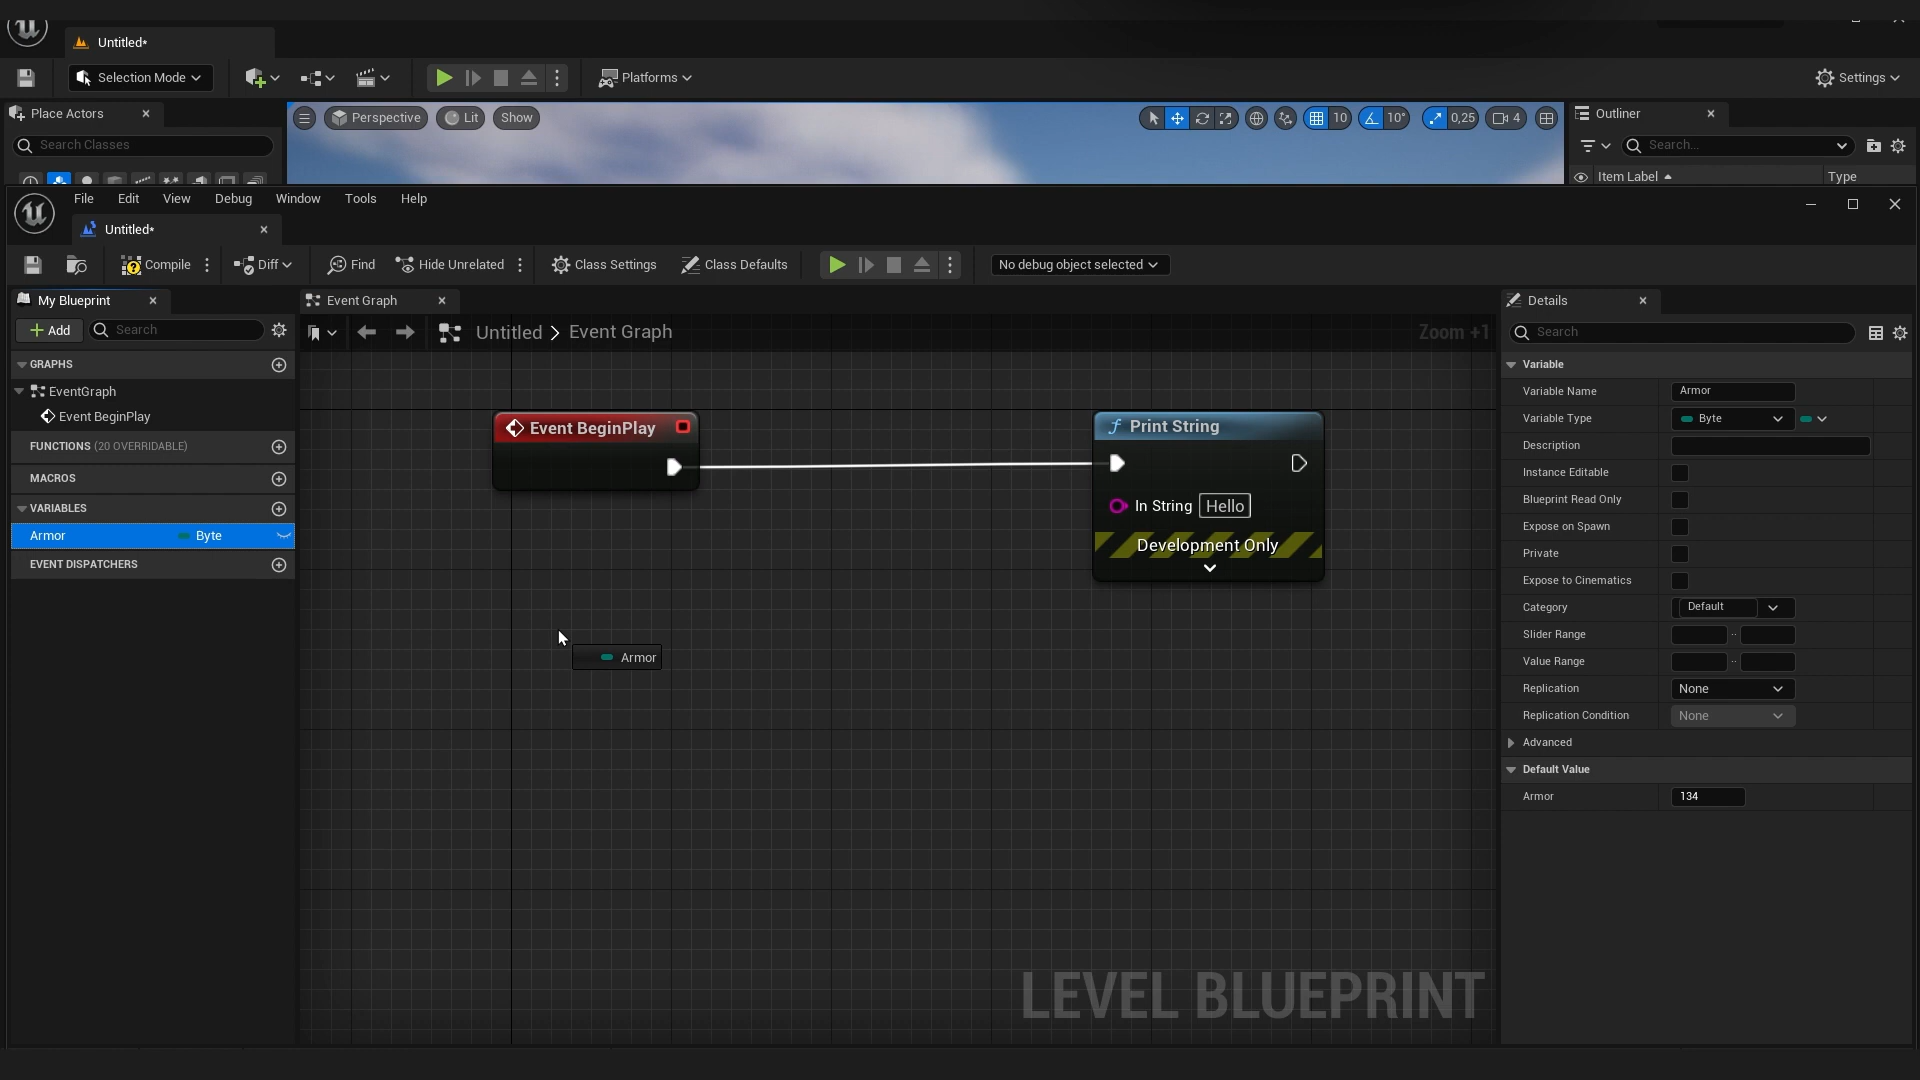 Untitled*
Selection Mode
Platforms
Settings
Place Actors
Perspective
Lit
Show
10
10°
0,25
4
Outliner
Search Classes
Search...
Item Label
Type
File
Edit
View
Debug
Window
Tools
Help
Untitled*
Compile
Diff
Find
Hide Unrelated
Class Settings
Class Defaults
No debug object selected
My Blueprint
Event Graph
Details
Add
Search
Untitled > Event Graph
Zoom +1
Search
GRAPHS
EventGraph
Event BeginPlay
FUNCTIONS (20 OVERRIDABLE)
MACROS
VARIABLES
Armor
Byte
EVENT DISPATCHERS
Event BeginPlay
Print String
In String
Hello
Development Only
Armor
LEVEL BLUEPRINT
Variable
Variable Name
Armor
Variable Type
Byte
Description
Instance Editable
Blueprint Read Only
Expose on Spawn
Private
Expose to Cinematics
Category
Default
Slider Range
Value Range
Replication
None
Replication Condition
None
Advanced
Default Value
Armor
134